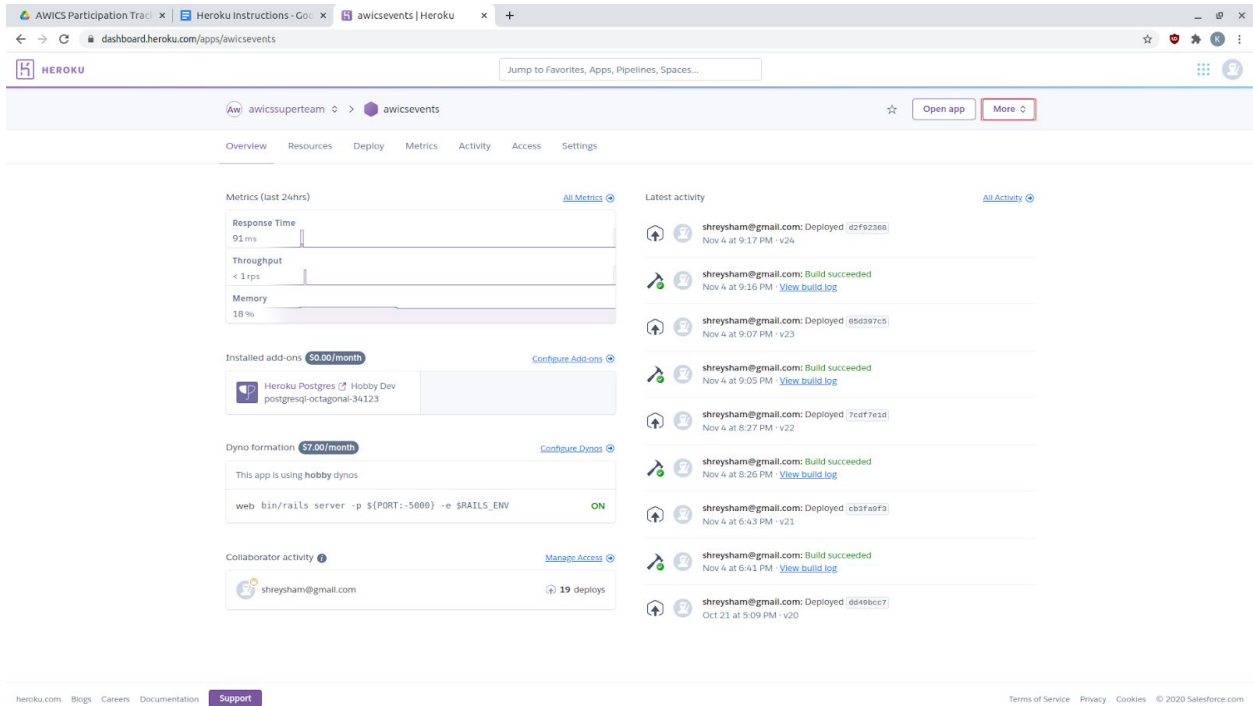 AWICS Participation Trac
Heroku Instructions - Goo
awicsevents | Heroku
dashboard.heroku.com/apps/awicsevents
K
HEROKU
Jump to Favorites, Apps, Pipelines, Spaces...
Aw awicssuperteam > awicsevents
Open app
More
Overview Resources Deploy Metrics Activity Access Settings
Metrics (last 24hrs)
All Metrics
Response Time
91 ms
Throughput
< 1 rps
Memory
18 %
Installed add-ons $0.00/month
Configure Add-ons
Heroku Postgres Hobby Dev
postgresql-octagonal-34123
Dyno formation $7.00/month
Configure Dynos
This app is using hobby dynos
web bin/rails server -p ${PORT:-5000} -e $RAILS_ENV ON
Collaborator activity
Manage Access
shreysham@gmail.com 19 deploys
Latest activity
All Activity
shreysham@gmail.com: Deployed d2f92368
Nov 4 at 9:17 PM · v24
shreysham@gmail.com: Build succeeded
Nov 4 at 9:16 PM · View build log
shreysham@gmail.com: Deployed 05d397c5
Nov 4 at 9:07 PM · v23
shreysham@gmail.com: Build succeeded
Nov 4 at 9:05 PM · View build log
shreysham@gmail.com: Deployed 7cdf7e1d
Nov 4 at 8:27 PM · v22
shreysham@gmail.com: Build succeeded
Nov 4 at 8:26 PM · View build log
shreysham@gmail.com: Deployed cb3fa9f3
Nov 4 at 6:43 PM · v21
shreysham@gmail.com: Build succeeded
Nov 4 at 6:41 PM · View build log
shreysham@gmail.com: Deployed dd49bcc7
Oct 21 at 5:09 PM · v20
heroku.com Blogs Careers Documentation Support
Terms of Service Privacy Cookies © 2020 Salesforce.com